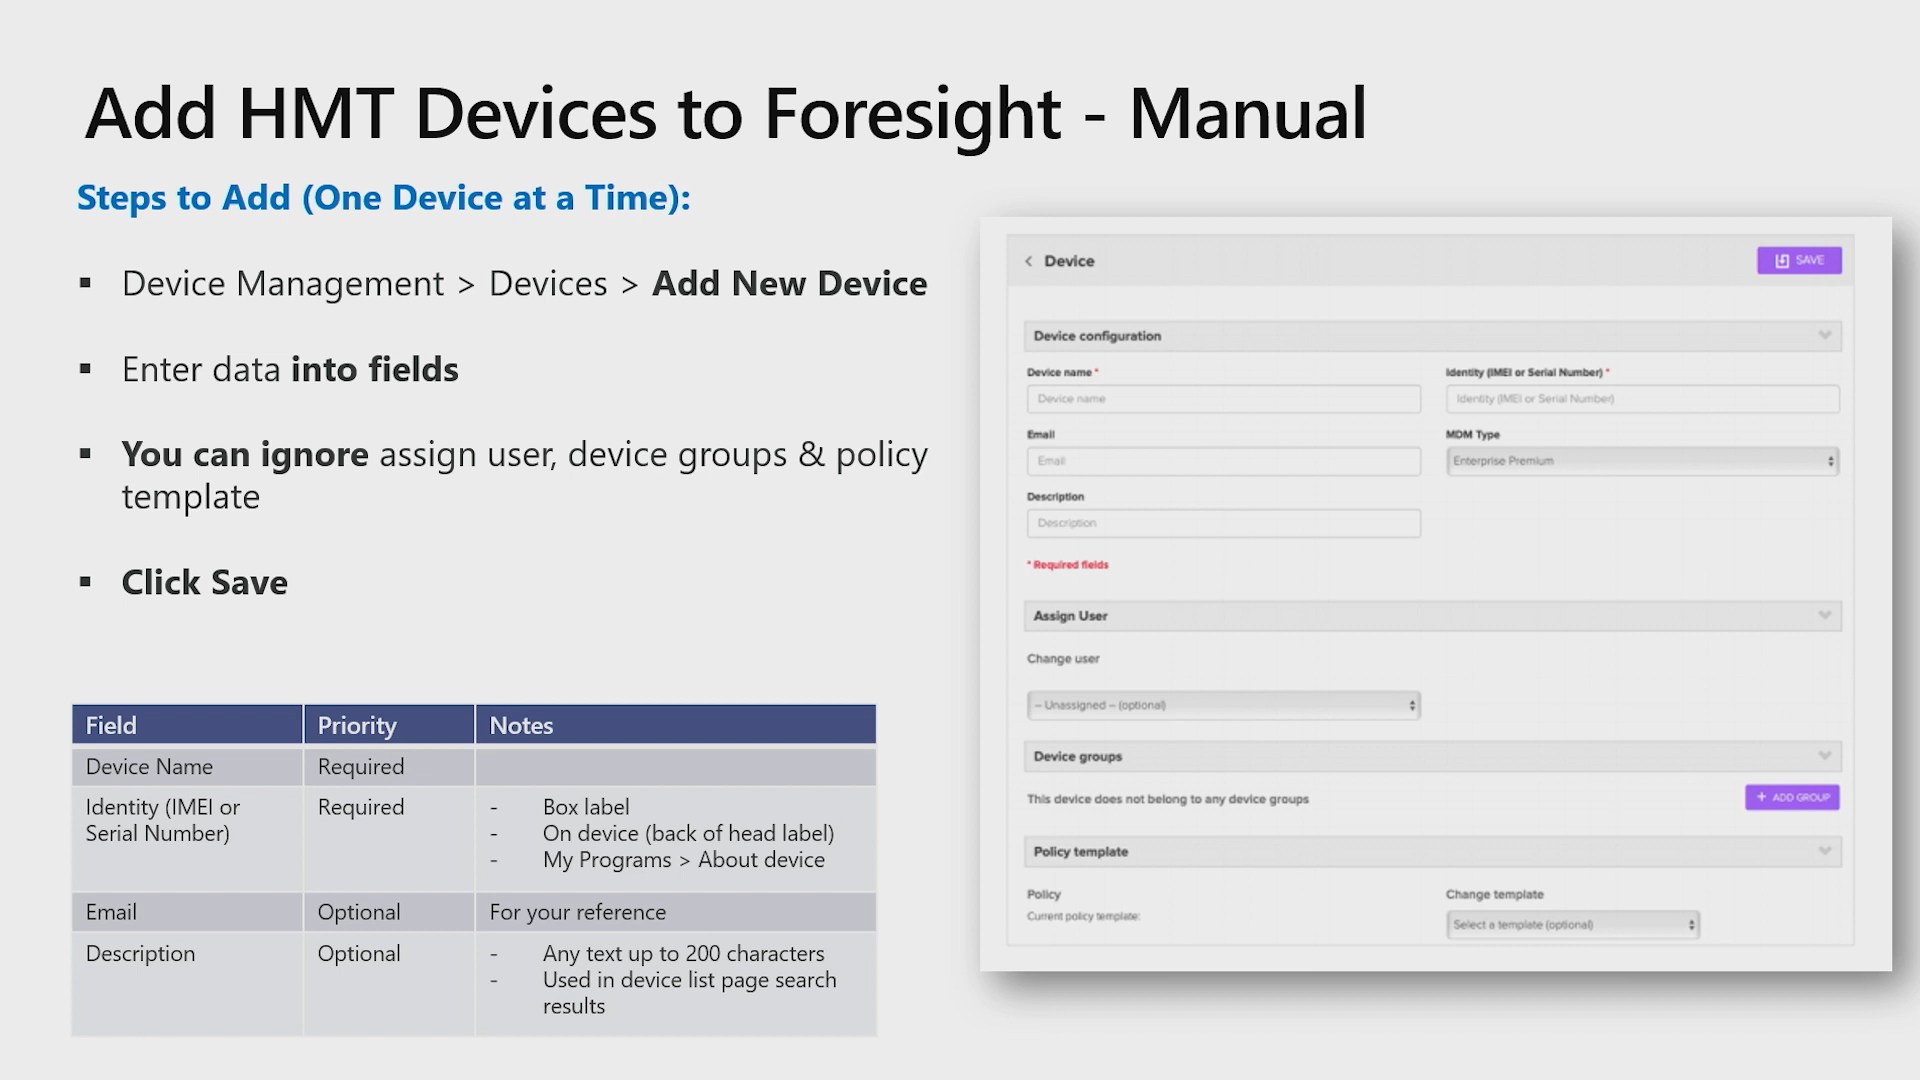 Add HMT Devices to Foresight - Manual
Steps to Add (One Device at a Time):
▪ Device Management > Devices > Add New Device
▪ Enter data into fields
▪ You can ignore assign user, device groups & policy
template
▪ Click Save
Field Priority Notes
Device Name Required
Identity (IMEI or Required - Box label
Serial Number) - On device (back of head label)
- My Programs > About device
Email Optional For your reference
Description Optional - Any text up to 200 characters
- Used in device list page search
results
< Device SAVE
Device configuration
Device name * Identity (IMEI or Serial Number) *
Device name Identity (IMEI or Serial Number)
Email MDM Type
Email Enterprise Premium
Description
Description
* Required fields
Assign User
Change user
– Unassigned – (optional)
Device groups
This device does not belong to any device groups + ADD GROUP
Policy template
Policy Change template
Current policy template: Select a template (optional)